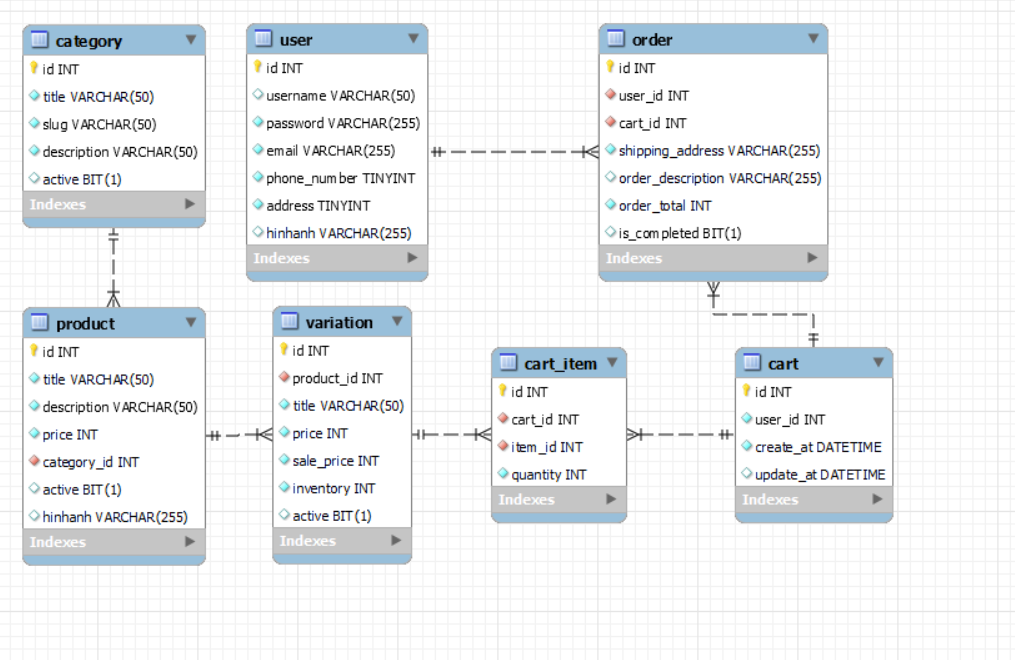 category
id INT
title VARCHAR(50)
slug VARCHAR(50)
description VARCHAR(50)
active BIT(1)
Indexes
user
id INT
username VARCHAR(50)
password VARCHAR(255)
email VARCHAR(255)
phone_number TINYINT
address TINYINT
hinhanh VARCHAR(255)
Indexes
order
id INT
user_id INT
cart_id INT
shipping_address VARCHAR(255)
order_description VARCHAR(255)
order_total INT
is_completed BIT(1)
Indexes
product
id INT
title VARCHAR(50)
description VARCHAR(50)
price INT
category_id INT
active BIT(1)
hinhanh VARCHAR(255)
Indexes
variation
id INT
product_id INT
title VARCHAR(50)
price INT
sale_price INT
inventory INT
active BIT(1)
Indexes
cart_item
id INT
cart_id INT
item_id INT
quantity INT
Indexes
cart
id INT
user_id INT
create_at DATETIME
update_at DATETIME
Indexes